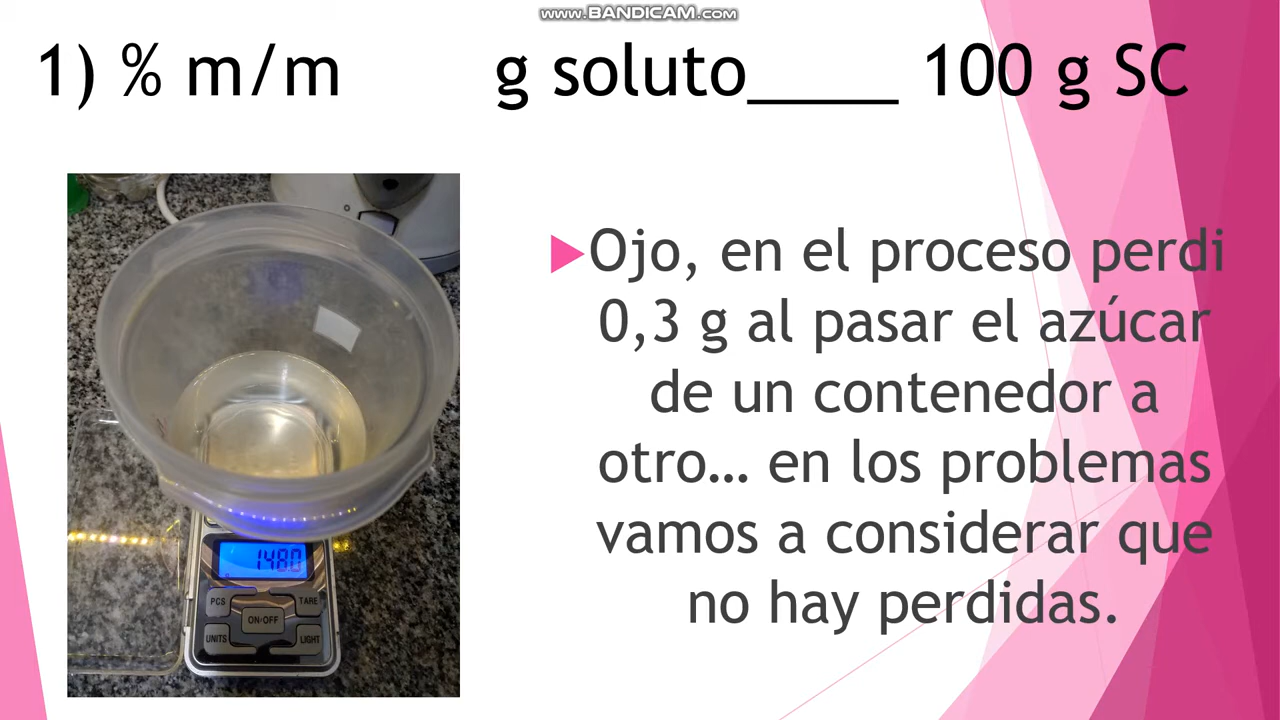 www.BANDICAM.com
1) % m/m g soluto____ 100 g SC
Ojo, en el proceso perdi
0,3 g al pasar el azúcar
de un contenedor a
otro... en los problemas
vamos a considerar que
no hay perdidas.
148.0
PCS TARE
ON·OFF
UNITS LIGHT